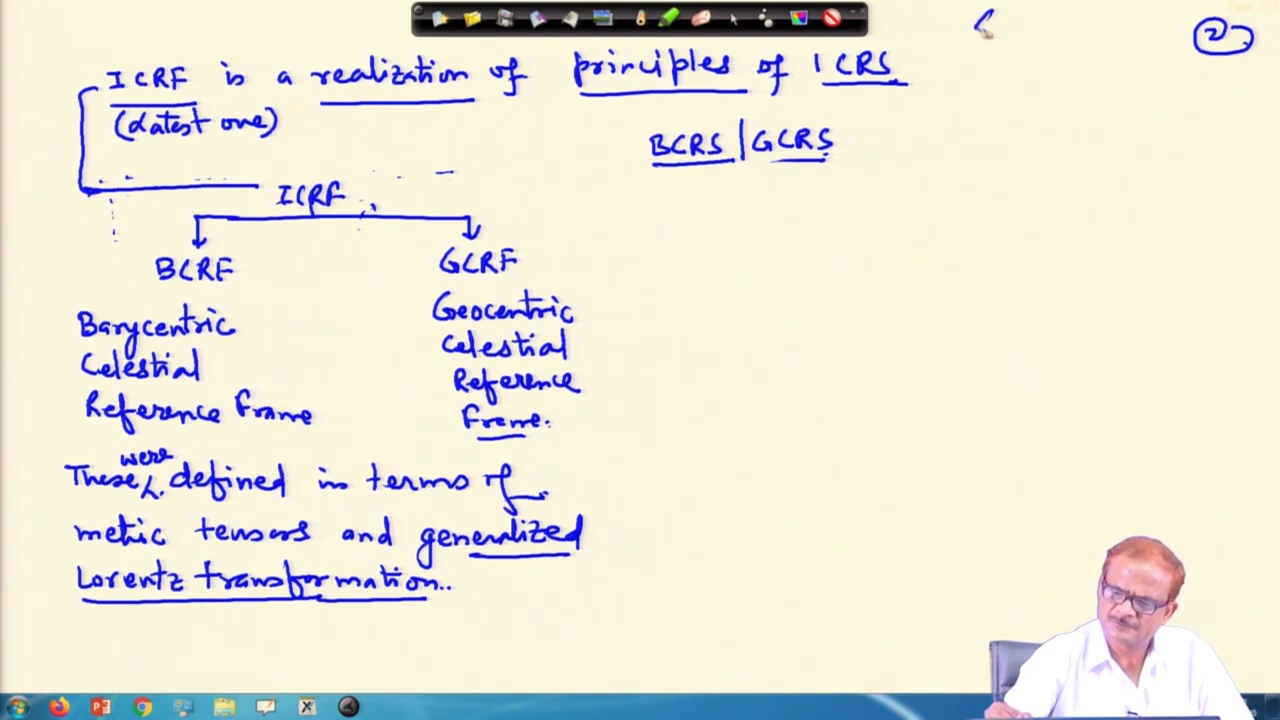 ICRF is a realization of principles of ICRS
(Latest one)
BCRS | GCRS
ICRF
BCRF
GCRF
Barycentric
Celestial
Reference Frame
Geocentric
Celestial
Reference
Frame.
These were defined in terms of
metric tensors and generalized
Lorentz transformation..
2